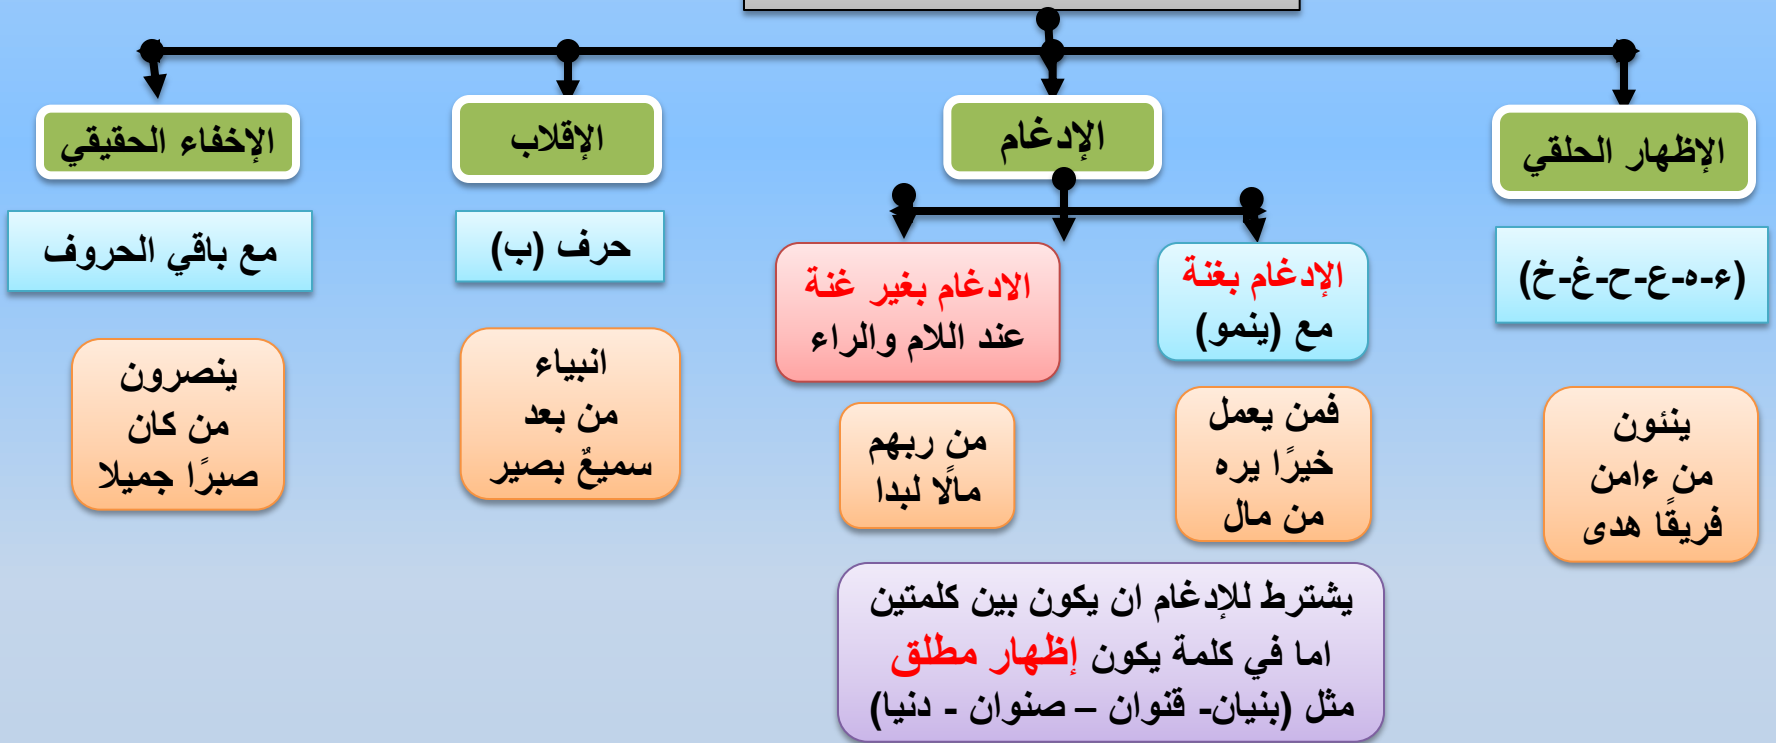 الإظهار الحلقي
(ء-ه-ع-ح-غ-خ)
ينئون
من ءامن
فريقًا هدى
الإدغام
الإدغام بغنة
مع (ينمو)
فمن يعمل
خيرًا يره
من مال
الادغام بغير غنة
عند اللام والراء
من ربهم
مالًا لبدا
يشترط للإدغام ان يكون بين كلمتين
اما في كلمة يكون إظهار مطلق
مثل (بنيان- قنوان – صنوان - دنيا)
الإقلاب
حرف (ب)
انبياء
من بعد
سميعٌ بصير
الإخفاء الحقيقي
مع باقي الحروف
ينصرون
من كان
صبرًا جميلا